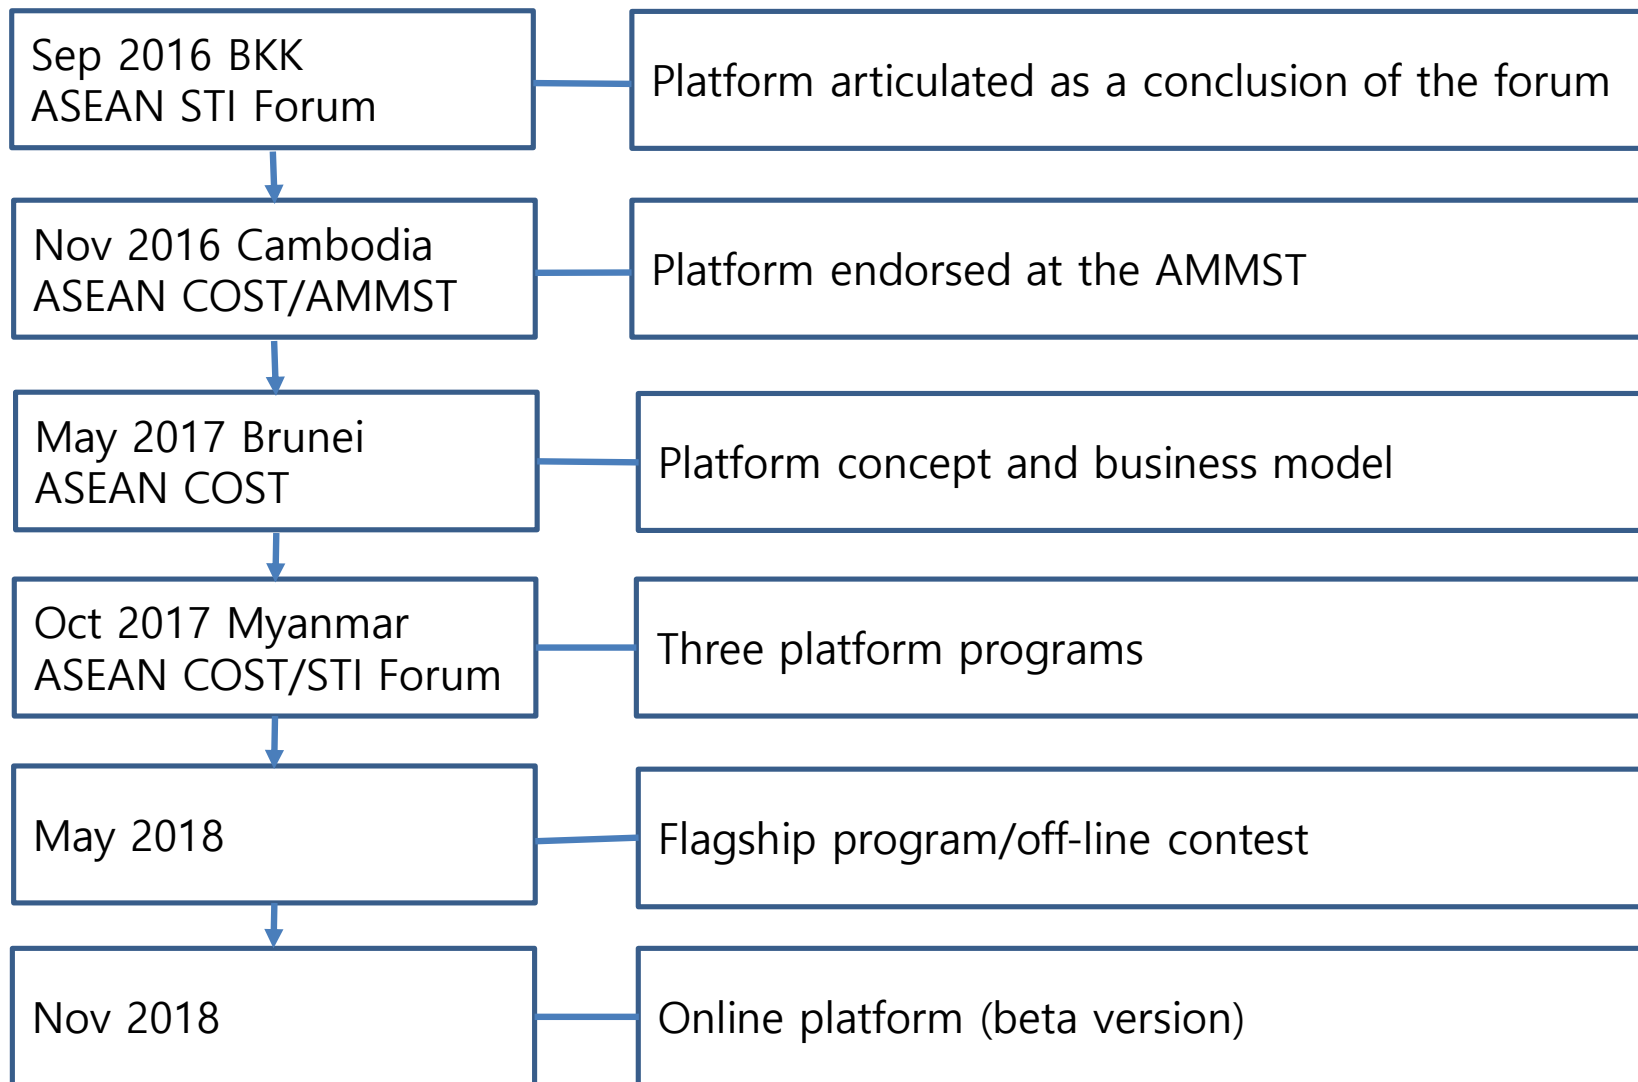 Sep 2016 BKK
ASEAN STI Forum
Platform articulated as a conclusion of the forum
Nov 2016 Cambodia
ASEAN COST/AMMST
Platform endorsed at the AMMST
May 2017 Brunei
ASEAN COST
Platform concept and business model
Oct 2017 Myanmar
ASEAN COST/STI Forum
Three platform programs
May 2018
Flagship program/off-line contest
Nov 2018
Online platform (beta version)